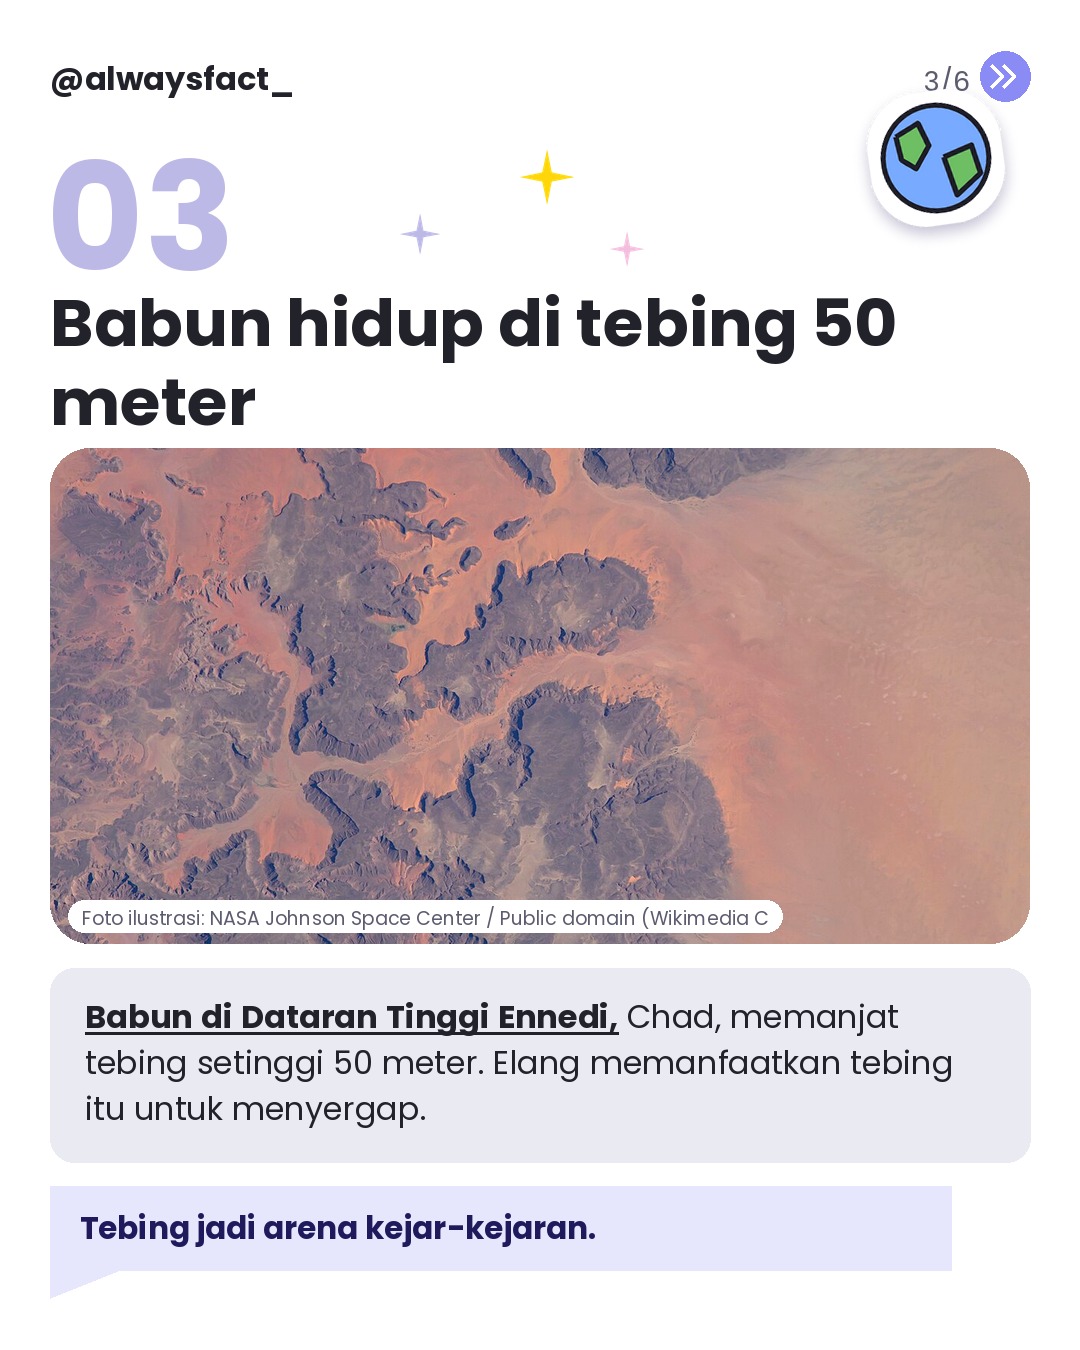 @alwaysfact_
3/6
03
Babun hidup di tebing 50
meter
Foto ilustrasi: NASA Johnson Space Center / Public domain (Wikimedia C
Babun di Dataran Tinggi Ennedi, Chad, memanjat
tebing setinggi 50 meter. Elang memanfaatkan tebing
itu untuk menyergap.
Tebing jadi arena kejar-kejaran.